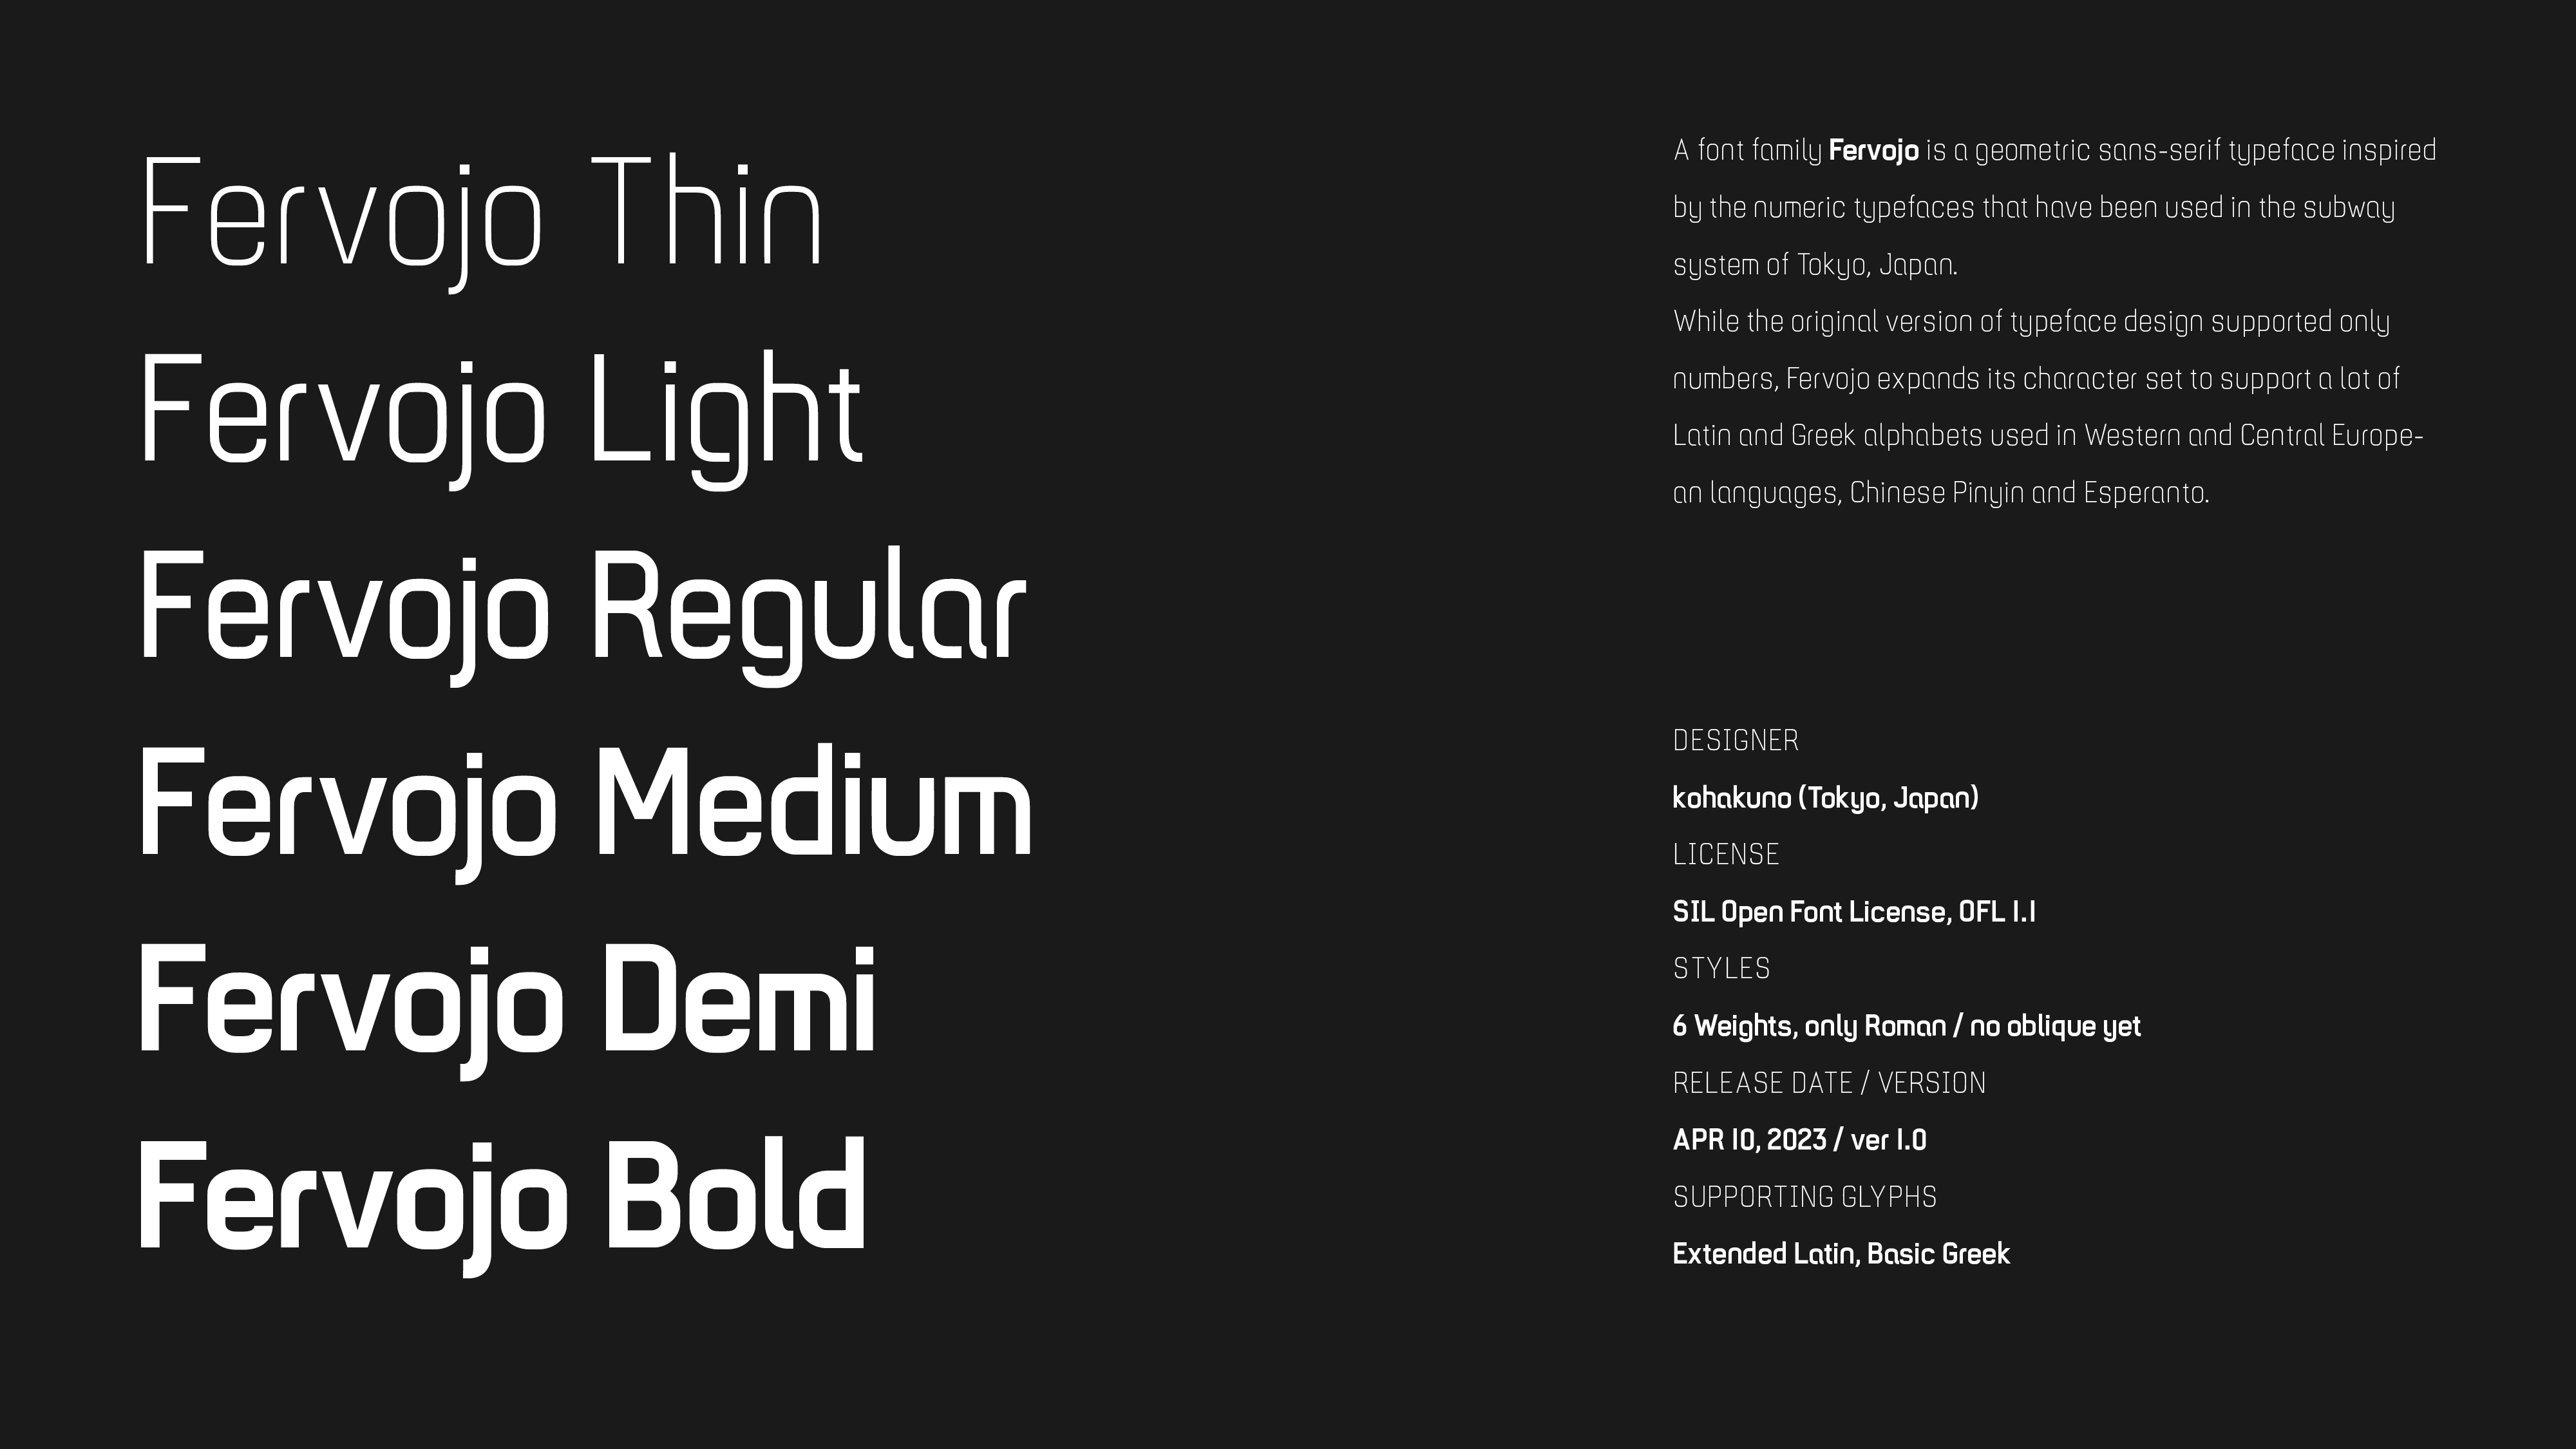 Fervojo Thin
Fervojo Light
Fervojo Regular
Fervojo Medium
Fervojo Demi
Fervojo Bold
A font family Fervojo is a geometric sans-serif typeface inspired
by the numeric typefaces that have been used in the subway
system of Tokyo, Japan.
While the original version of typeface design supported only
numbers, Fervojo expands its character set to support a lot of
Latin and Greek alphabets used in Western and Central Europe-
an languages, Chinese Pinyin and Esperanto.
DESIGNER
kohakuno (Tokyo, Japan)
LICENSE
SIL Open Font License, OFL 1.1
STYLES
6 Weights, only Roman / no oblique yet
RELEASE DATE / VERSION
APR 10, 2023 / ver 1.0
SUPPORTING GLYPHS
Extended Latin, Basic Greek